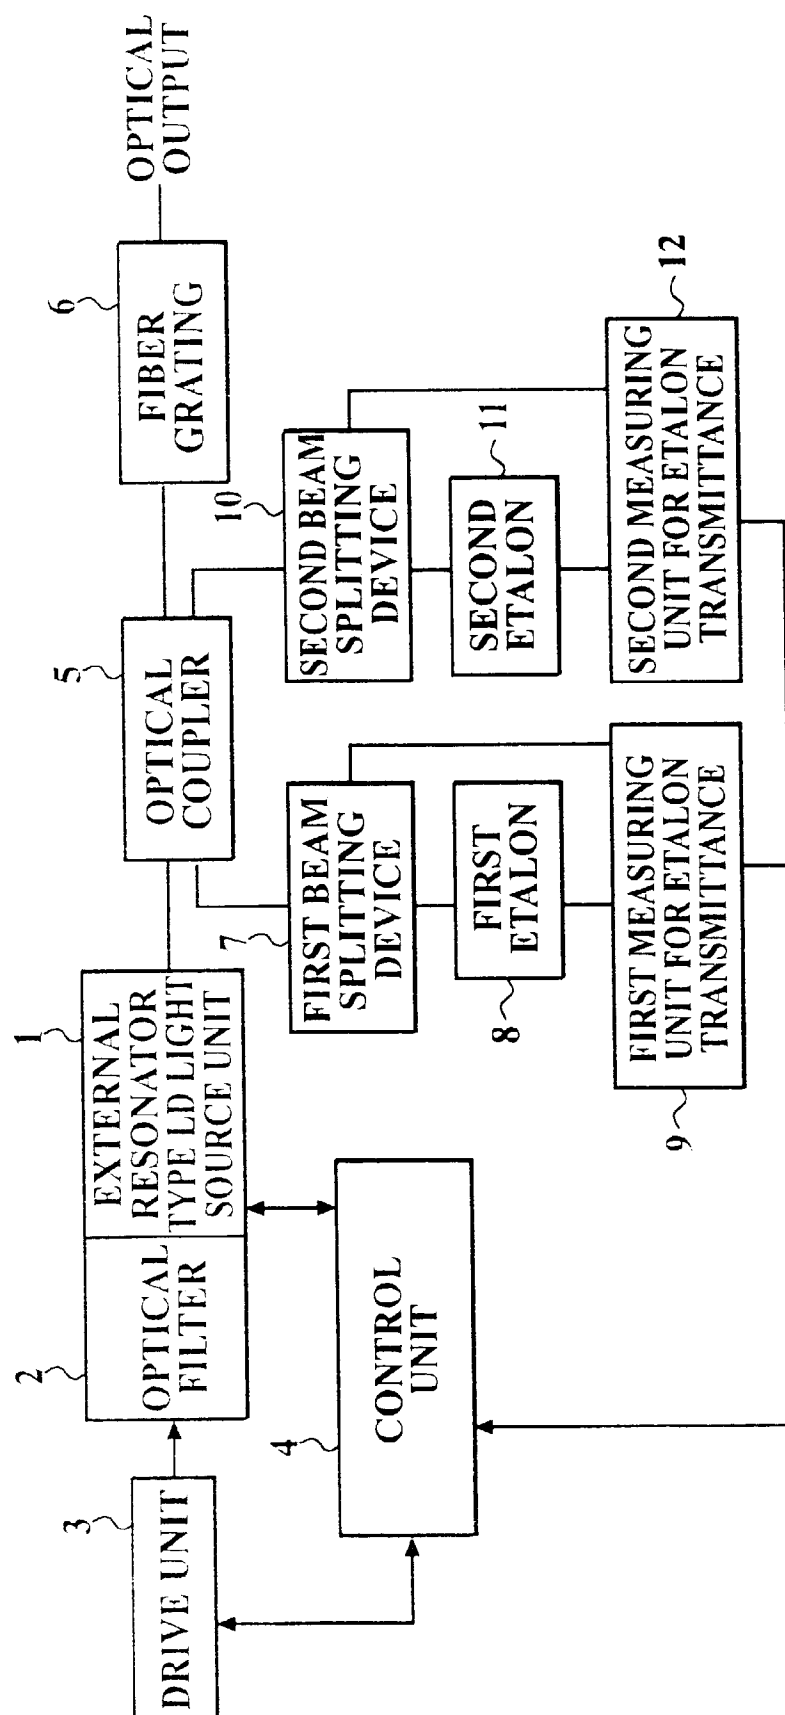 3
DRIVE UNIT
2
OPTICAL
FILTER
1
EXTERNAL
RESONATOR
TYPE LD LIGHT
SOURCE UNIT
5
OPTICAL
COUPLER
6
FIBER
GRATING
OPTICAL
OUTPUT
4
CONTROL
UNIT
7
FIRST BEAM
SPLITTING
DEVICE
8
FIRST
ETALON
9
FIRST MEASURING
UNIT FOR ETALON
TRANSMITTANCE
10
SECOND BEAM
SPLITTING
DEVICE
11
SECOND
ETALON
12
SECOND MEASURING
UNIT FOR ETALON
TRANSMITTANCE